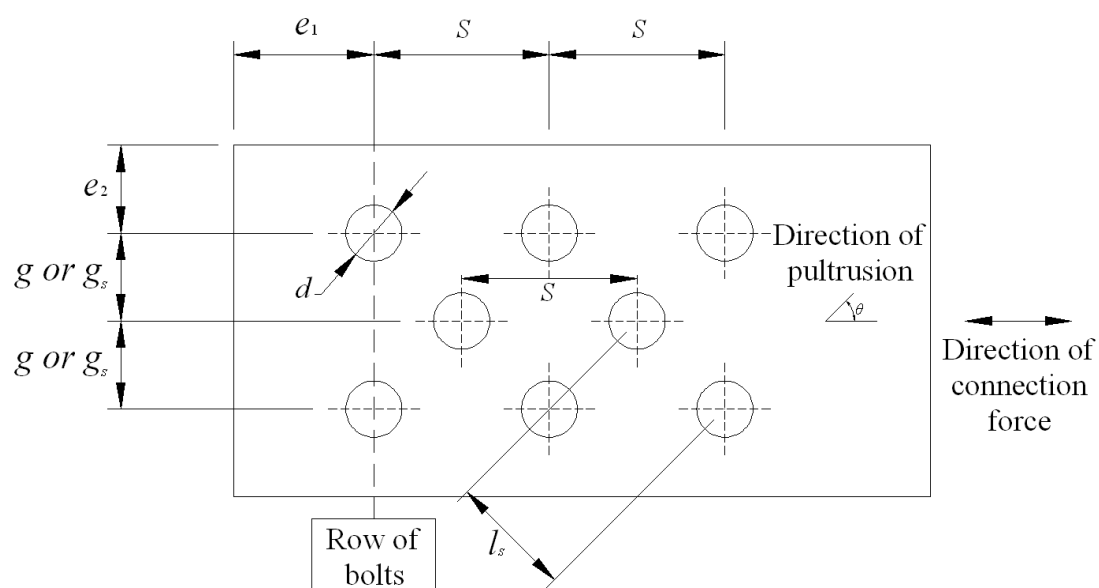 e₁
S
S
e₂
g or gₛ
d
S
Direction of
pultrusion
θ
g or gₛ
Direction of
connection
force
lₛ
Row of
bolts